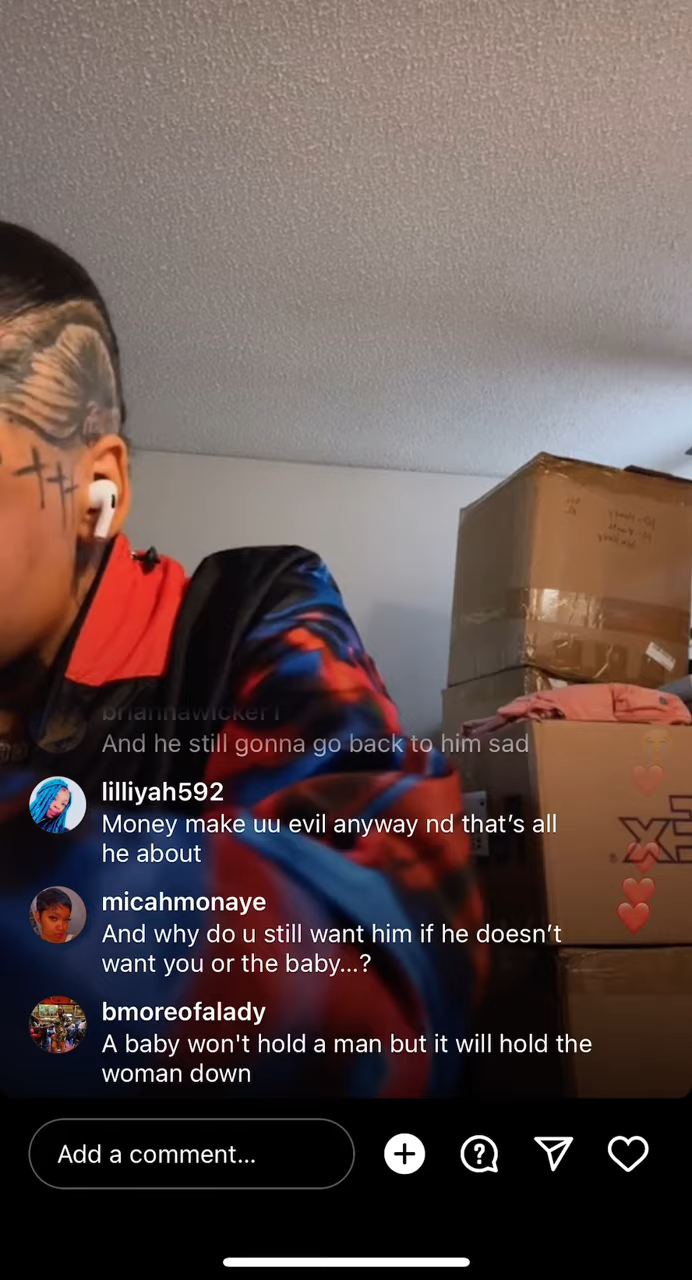 briannawicker1
And he still gonna go back to him sad
lilliyah592
Money make uu evil anyway nd that’s all
he about
micahmonaye
And why do u still want him if he doesn’t
want you or the baby...?
bmoreofalady
A baby won't hold a man but it will hold the
woman down
Add a comment...